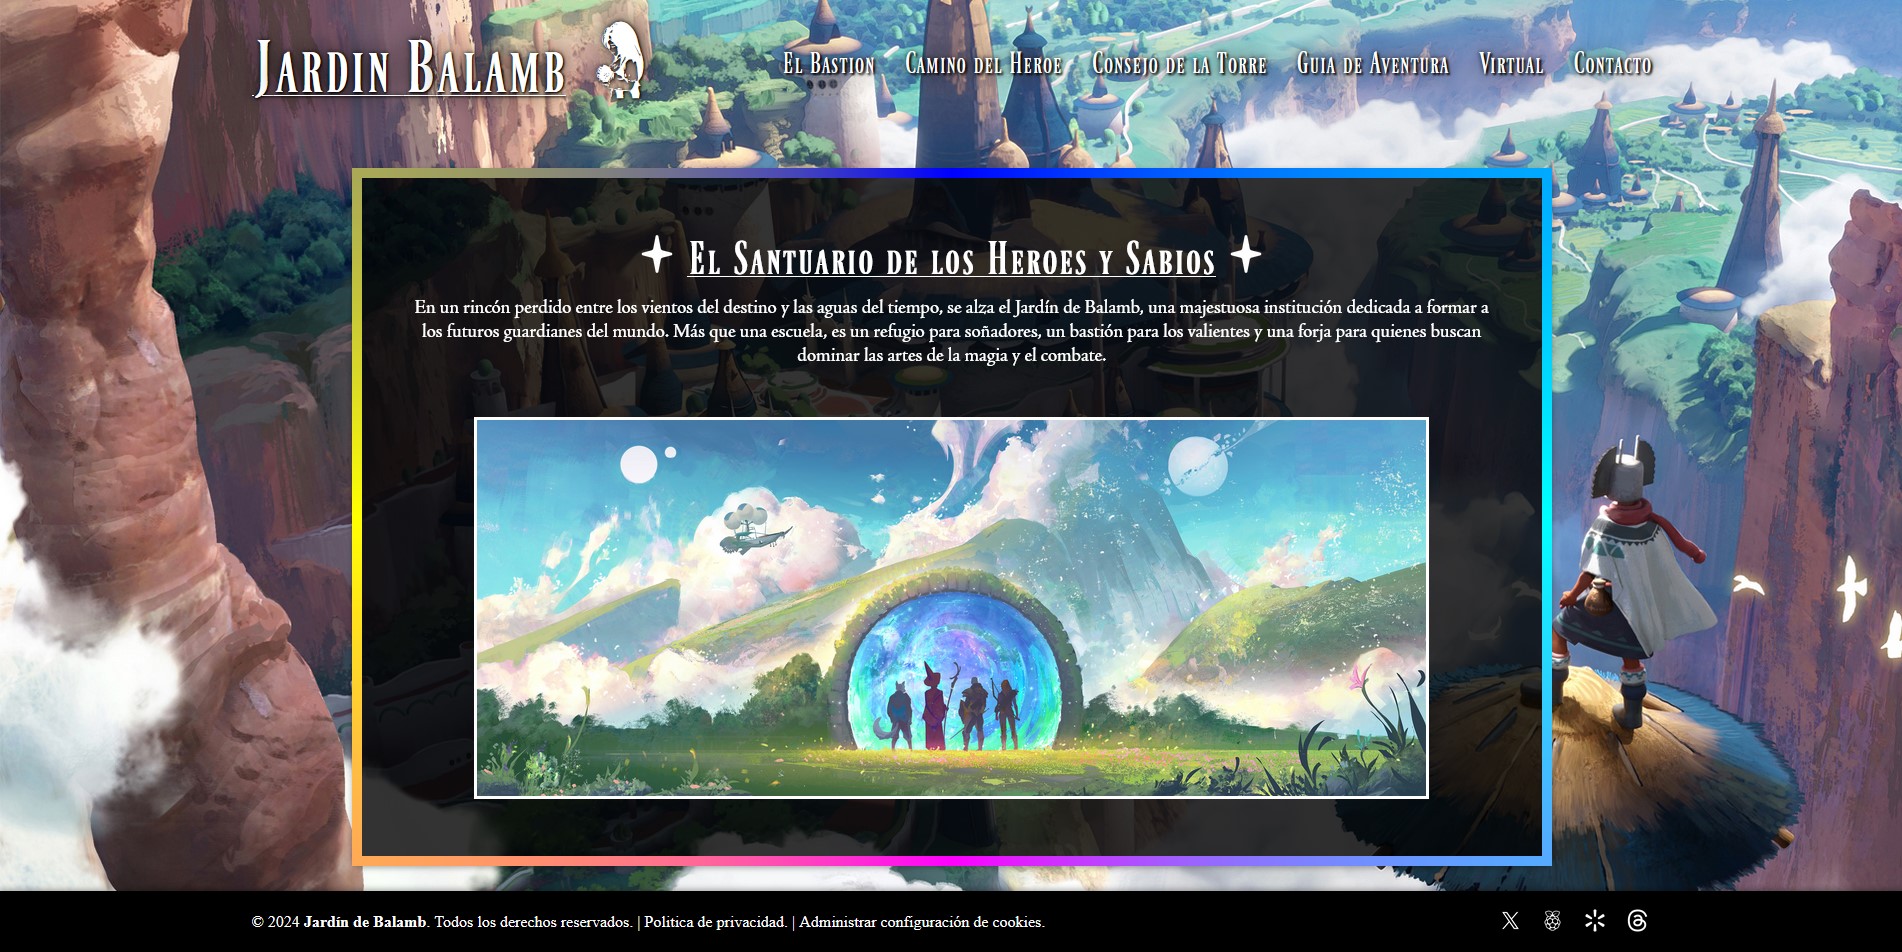 Jardin Balamb
El Bastion Camino del Heroe Consejo de la Torre Guia de Aventura Virtual Contacto
El Santuario de los Heroes y Sabios
En un rincón perdido entre los vientos del destino y las aguas del tiempo, se alza el Jardín de Balamb, una majestuosa institución dedicada a formar a
los futuros guardianes del mundo. Más que una escuela, es un refugio para soñadores, un bastión para los valientes y una forja para quienes buscan
dominar las artes de la magia y el combate.
© 2024 Jardín de Balamb. Todos los derechos reservados. | Politica de privacidad. | Administrar configuración de cookies.